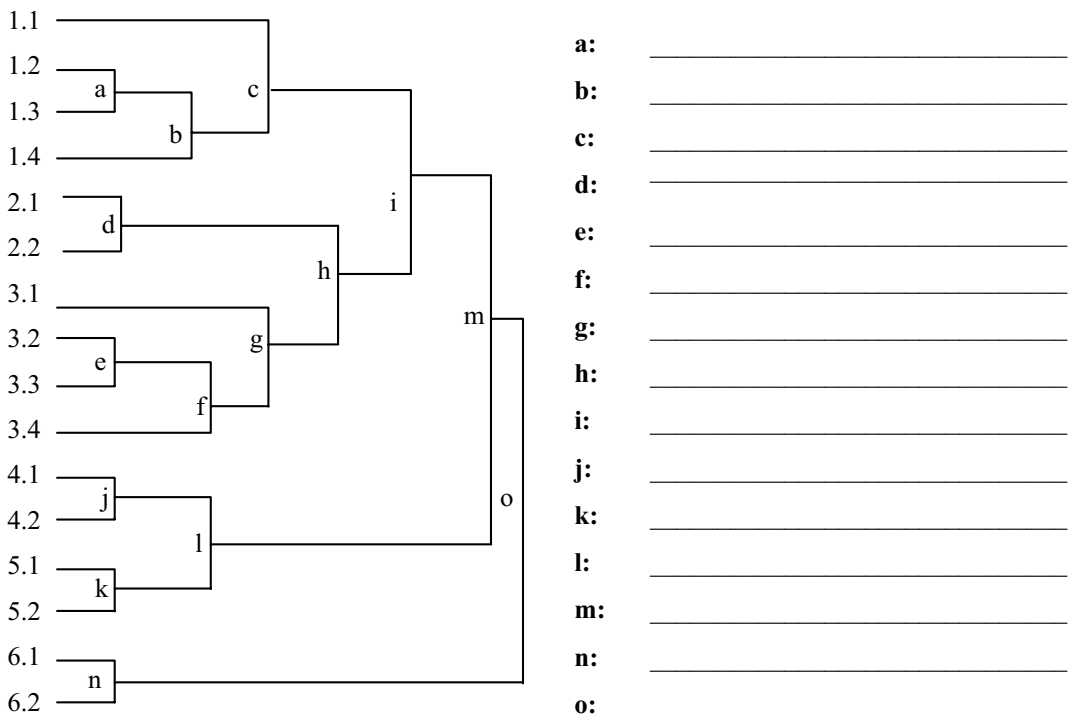 1.1
1.2
a
1.3
b
1.4
c
2.1
d
2.2
i
h
3.1
3.2
e
3.3
g
f
3.4
m
4.1
j
4.2
l
5.1
k
5.2
o
6.1
n
6.2
a:
b:
c:
d:
e:
f:
g:
h:
i:
j:
k:
l:
m:
n:
o: